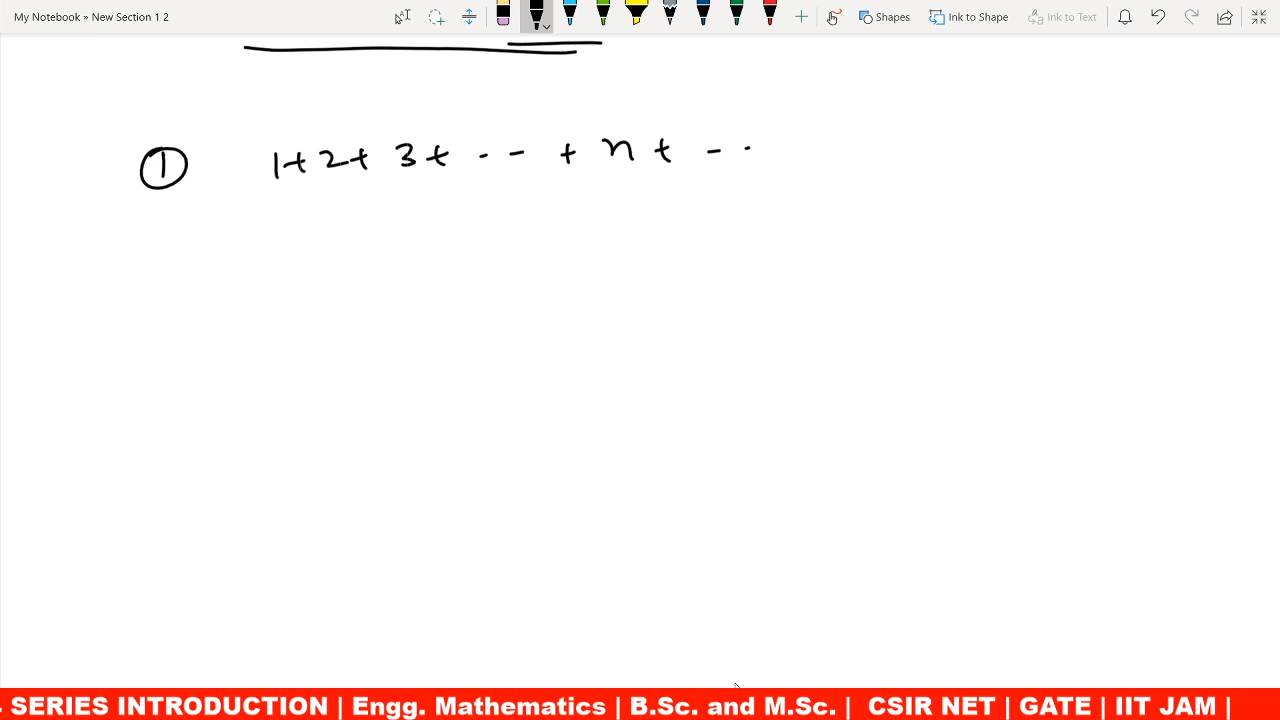 My Notebook » New Section 1 2
Shapes
Ink to Shape
Ink to Text
① 1+2+3+ - - + n + - -
SERIES INTRODUCTION | Engg. Mathematics | B.Sc. and M.Sc. | CSIR NET | GATE | IIT JAM |